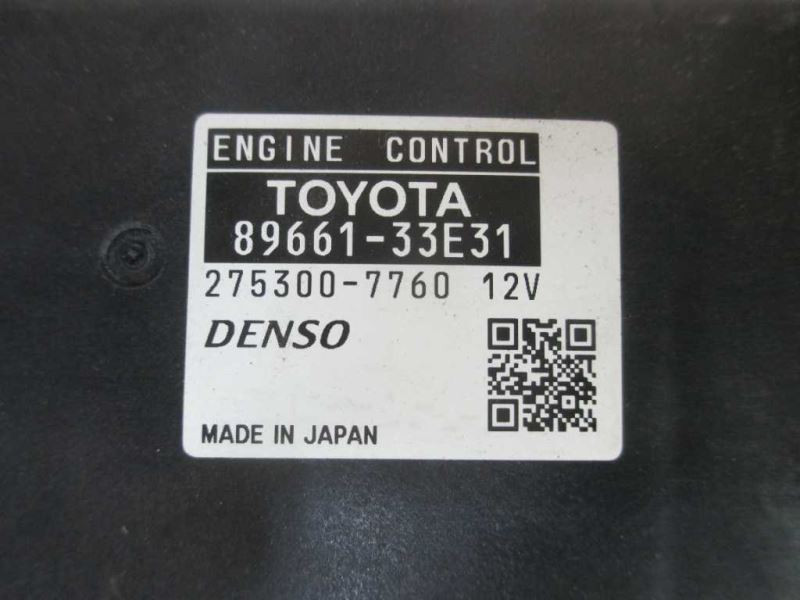 ENGINE CONTROL
TOYOTA
89661-33E31
275300-7760 12V
DENSO
MADE IN JAPAN